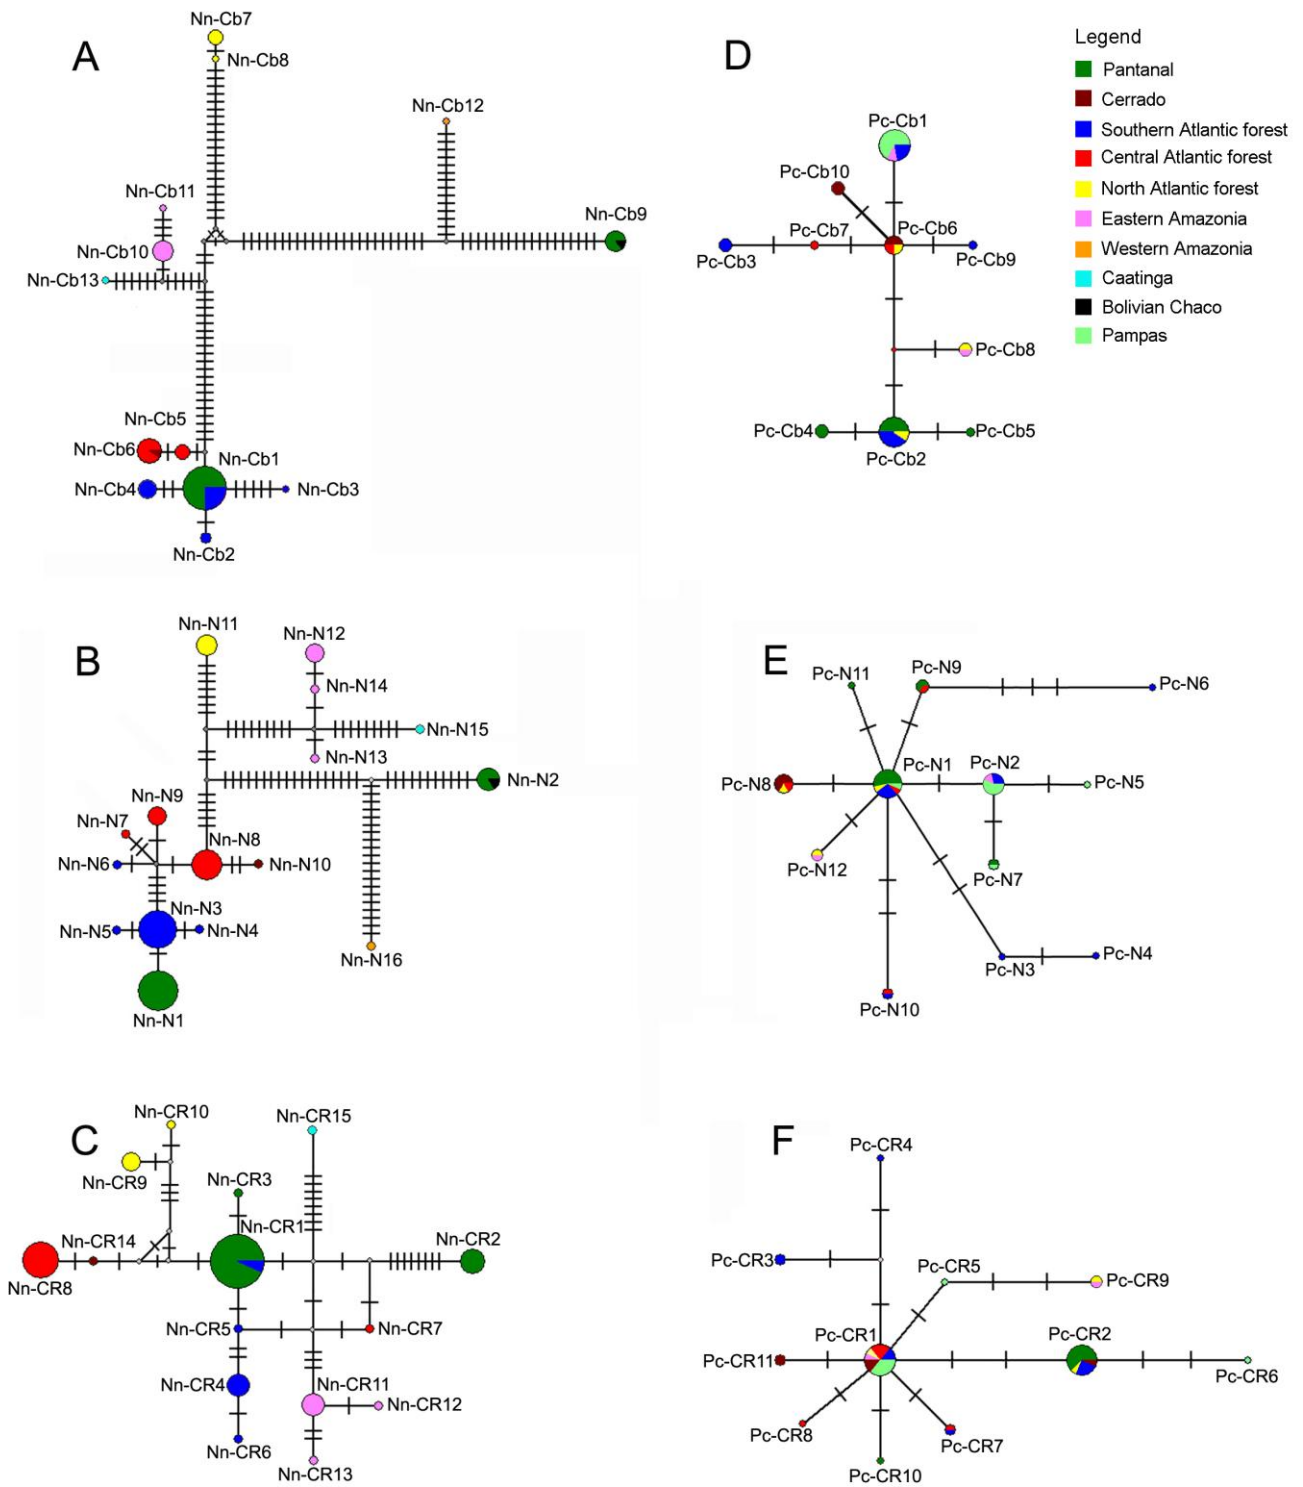 A
Nn-Cb7
Nn-Cb8
Nn-Cb12
Nn-Cb11
Nn-Cb9
Nn-Cb10
Nn-Cb13
Nn-Cb5
Nn-Cb6
Nn-Cb1
Nn-Cb4
Nn-Cb3
Nn-Cb2
D
Pc-Cb1
Pc-Cb10
Pc-Cb7
Pc-Cb6
Pc-Cb3
Pc-Cb9
Pc-Cb8
Pc-Cb4
Pc-Cb5
Pc-Cb2
Legend
Pantanal
Cerrado
Southern Atlantic forest
Central Atlantic forest
North Atlantic forest
Eastern Amazonia
Western Amazonia
Caatinga
Bolivian Chaco
Pampas
B
Nn-N11
Nn-N12
Nn-N14
Nn-N15
Nn-N13
Nn-N2
Nn-N9
Nn-N7
Nn-N8
Nn-N6
Nn-N10
Nn-N3
Nn-N5
Nn-N4
Nn-N16
Nn-N1
E
Pc-N11
Pc-N9
Pc-N6
Pc-N1
Pc-N2
Pc-N8
Pc-N5
Pc-N12
Pc-N7
Pc-N3
Pc-N4
Pc-N10
C
Nn-CR10
Nn-CR15
Nn-CR9
Nn-CR3
Nn-CR1
Nn-CR14
Nn-CR2
Nn-CR8
Nn-CR5
Nn-CR7
Nn-CR4
Nn-CR11
Nn-CR12
Nn-CR6
Nn-CR13
F
Pc-CR4
Pc-CR3
Pc-CR5
Pc-CR9
Pc-CR1
Pc-CR2
Pc-CR11
Pc-CR6
Pc-CR8
Pc-CR7
Pc-CR10